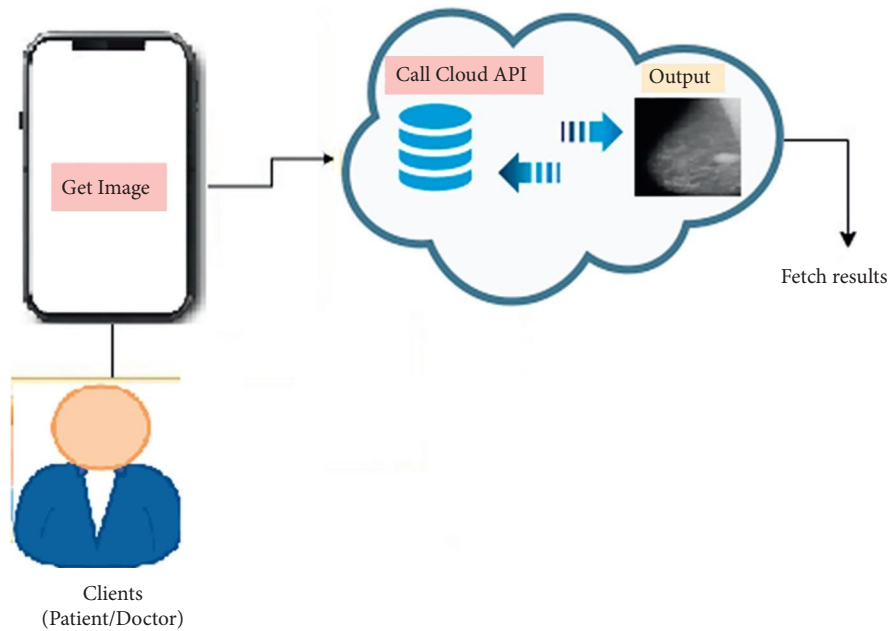 Call Cloud API
Output
Get Image
Fetch results
Clients
(Patient/Doctor)